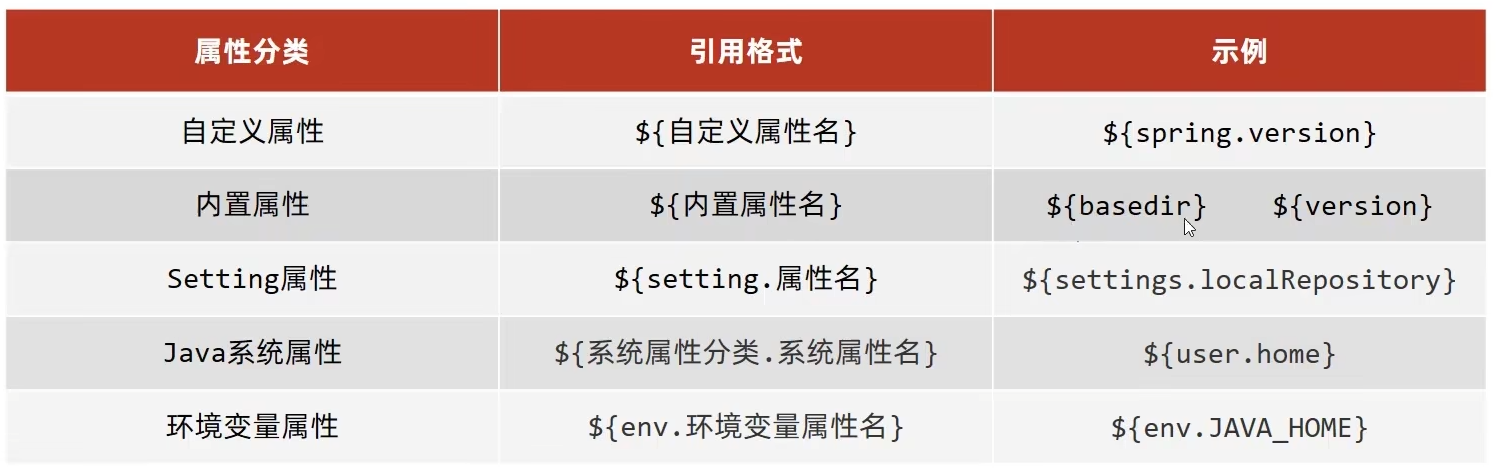 属性分类 引用格式 示例
自定义属性 ${自定义属性名} ${spring.version}
内置属性 ${内置属性名} ${basedir} ${version}
Setting属性 ${setting.属性名} ${settings.localRepository}
Java系统属性 ${系统属性分类.系统属性名} ${user.home}
环境变量属性 ${env.环境变量属性名} ${env.JAVA_HOME}